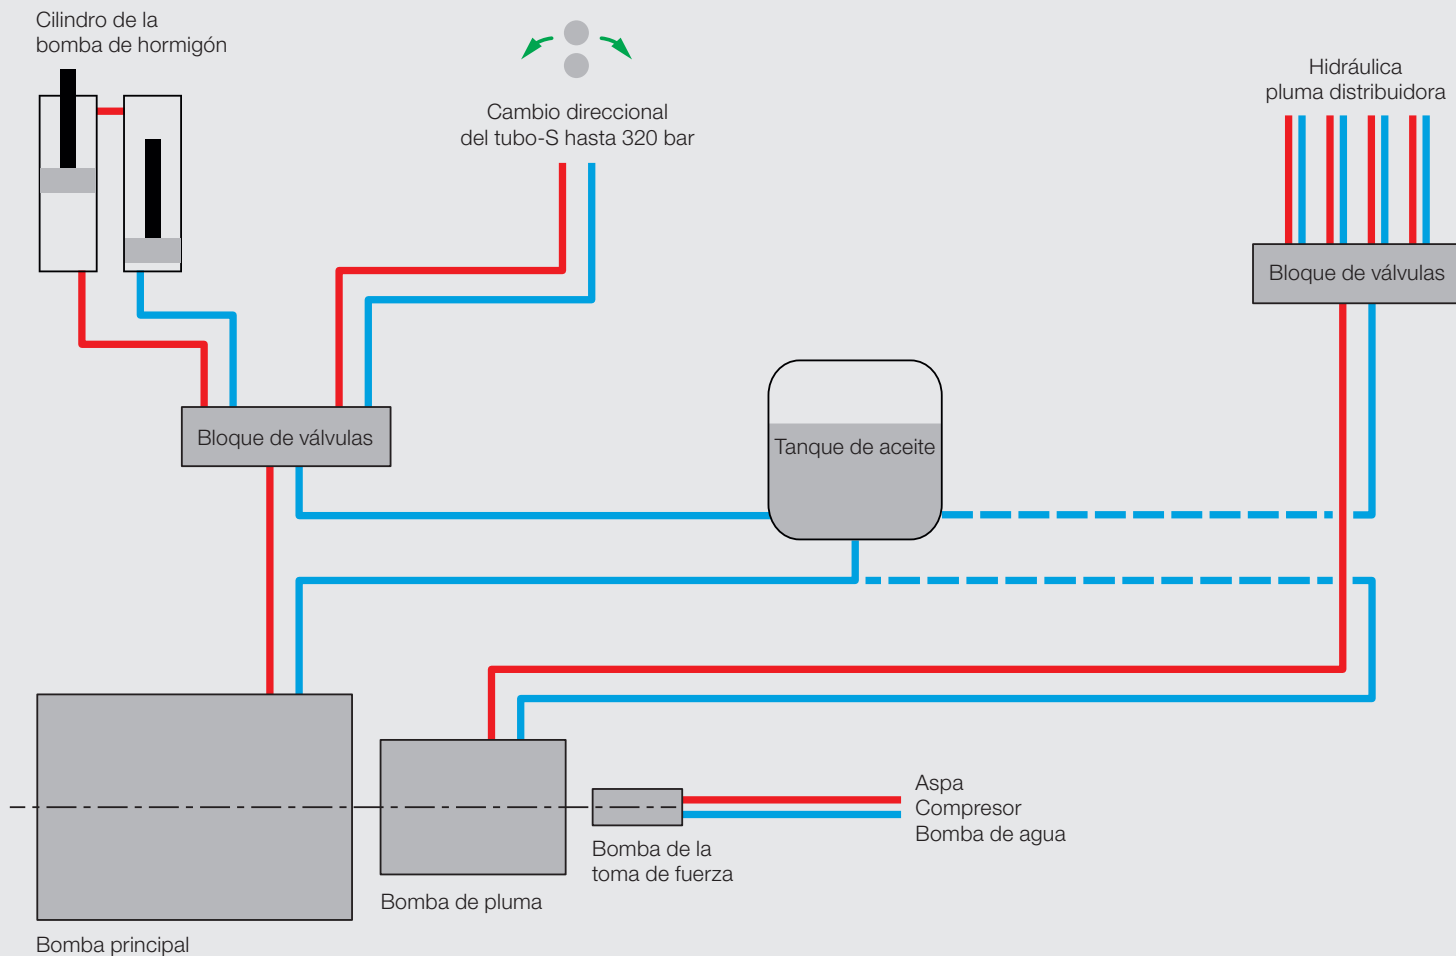 Cilindro de la
bomba de hormigón
Cambio direccional
del tubo-S hasta 320 bar
Hidráulica
pluma distribuidora
Bloque de válvulas
Bloque de válvulas
Tanque de aceite
Aspa
Compresor
Bomba de agua
Bomba de la
toma de fuerza
Bomba de pluma
Bomba principal